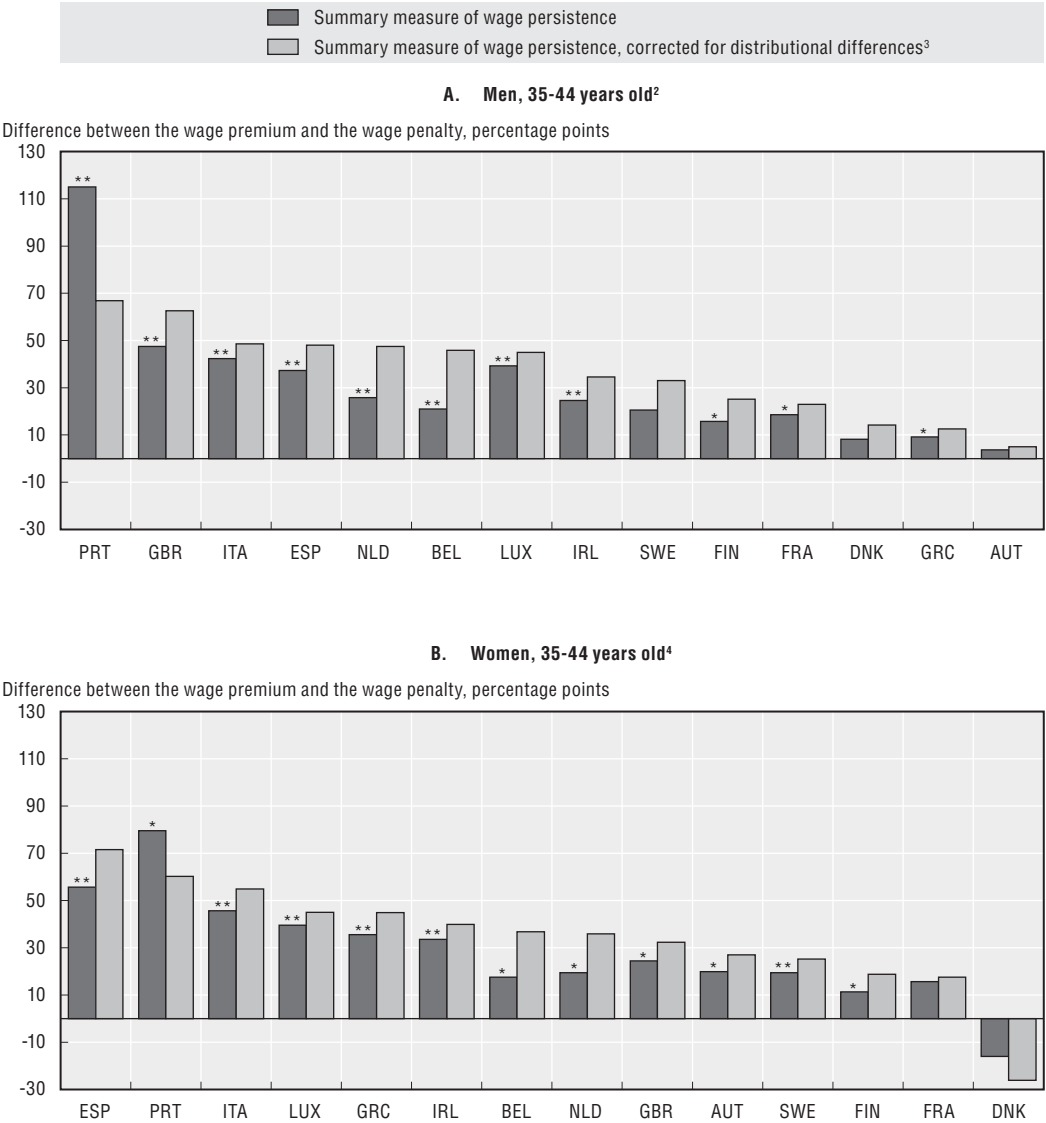 Summary measure of wage persistence
Summary measure of wage persistence, corrected for distributional differences³
A. Men, 35-44 years old²
Difference between the wage premium and the wage penalty, percentage points
130
110
90
70
50
30
10
-10
-30
** ** ** ** ** ** ** ** * * *
PRT GBR ITA ESP NLD BEL LUX IRL SWE FIN FRA DNK GRC AUT
B. Women, 35-44 years old⁴
Difference between the wage premium and the wage penalty, percentage points
130
110
90
70
50
30
10
-10
-30
** * ** ** ** ** * * * * ** *
ESP PRT ITA LUX GRC IRL BEL NLD GBR AUT SWE FIN FRA DNK